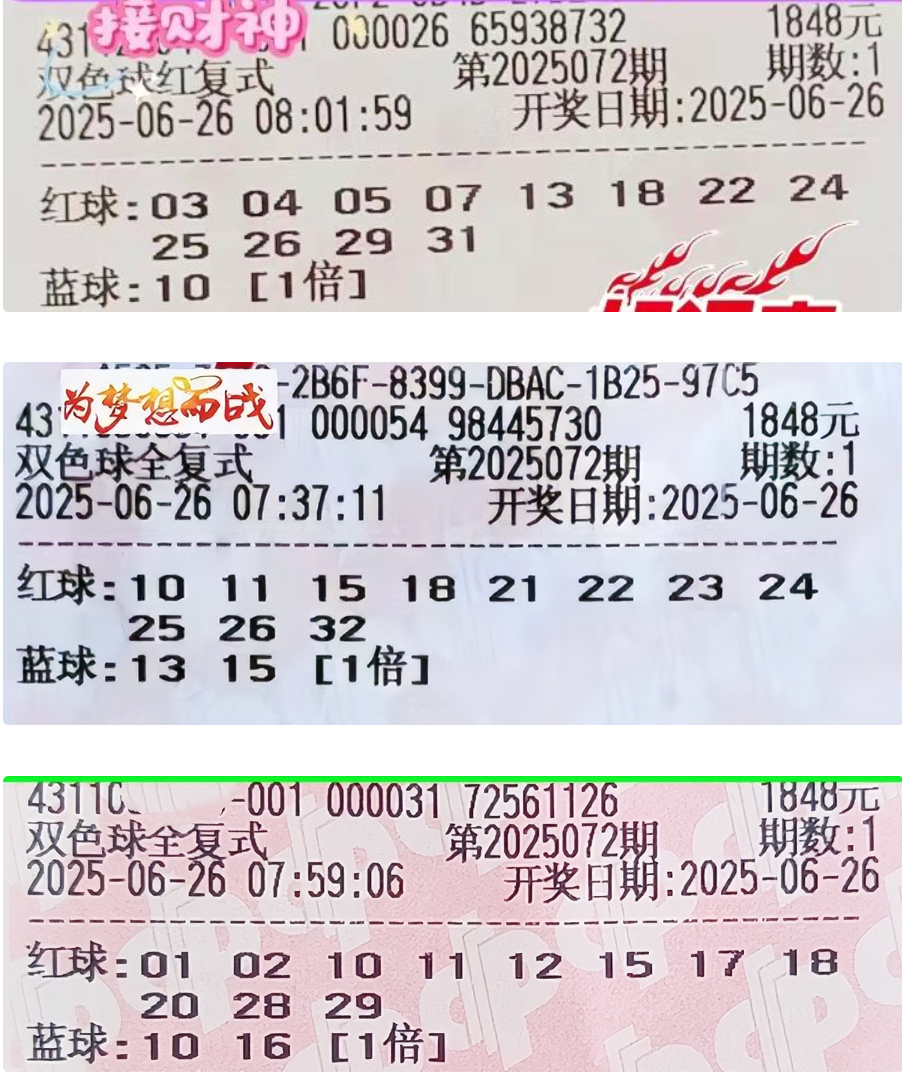 接财神
000026 65938732 1848元
双色球红复式 第2025072期 期数:1
2025-06-26 08:01:59 开奖日期:2025-06-26
红球:03 04 05 07 13 18 22 24
25 26 29 31
蓝球:10 [1倍]
为梦想而战
-2B6F-8399-DBAC-1B25-97C5
43 1 000054 98445730 1848元
双色球全复式 第2025072期 期数:1
2025-06-26 07:37:11 开奖日期:2025-06-26
红球:10 11 15 18 21 22 23 24
25 26 32
蓝球:13 15 [1倍]
43110 -001 000031 72561126 1848元
双色球全复式 第2025072期 期数:1
2025-06-26 07:59:06 开奖日期:2025-06-26
红球:01 02 10 11 12 15 17 18
20 28 29
蓝球:10 16 [1倍]